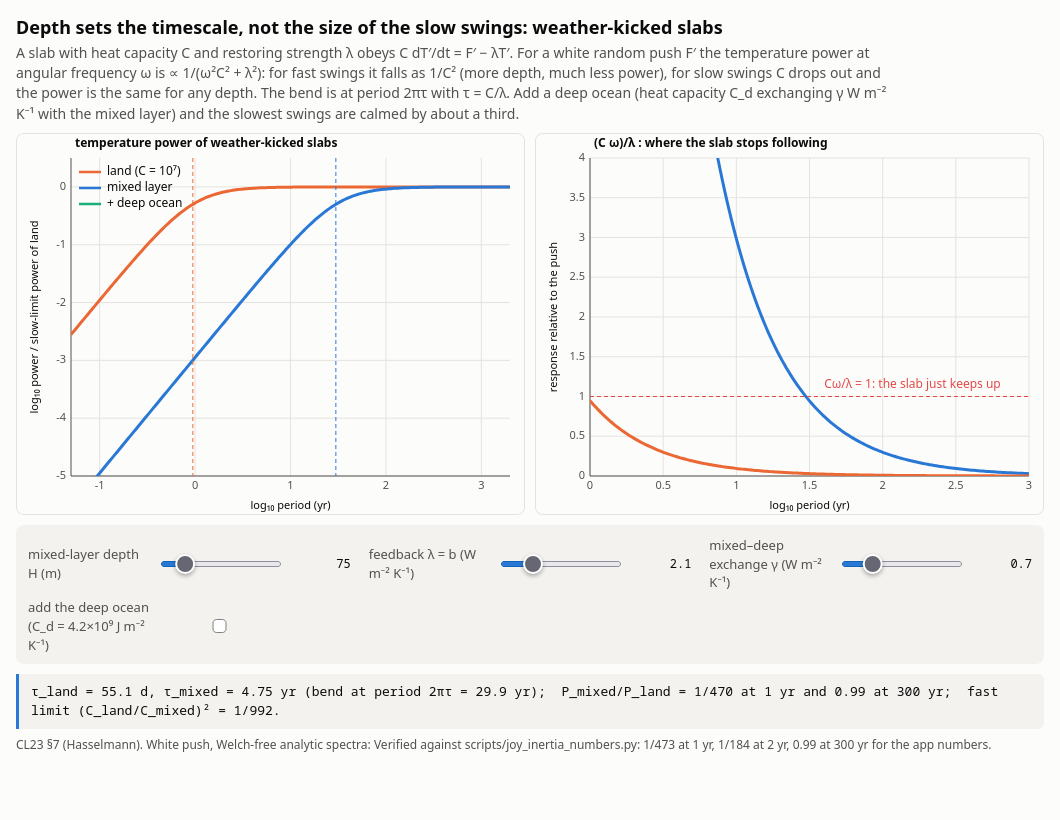 Depth sets the timescale, not the size of the slow swings: weather-kicked slabs
A slab with heat capacity C and restoring strength λ obeys C dT′/dt = F′ − λT′. For a white random push F′ the temperature power at
angular frequency ω is ∝ 1/(ω²C² + λ²): for fast swings it falls as 1/C² (more depth, much less power), for slow swings C drops out and
the power is the same for any depth. The bend is at period 2πτ with τ = C/λ. Add a deep ocean (heat capacity C_d exchanging γ W m⁻²
K⁻¹ with the mixed layer) and the slowest swings are calmed by about a third.
temperature power of weather-kicked slabs
land (C = 10⁷)
mixed layer
+ deep ocean
0
-1
-2
-3
-4
-5
log₁₀ power / slow-limit power of land
-1
0
1
2
3
log₁₀ period (yr)
(C ω)/λ : where the slab stops following
4
3.5
3
2.5
2
1.5
1
0.5
0
response relative to the push
Cω/λ = 1: the slab just keeps up
0
0.5
1
1.5
2
2.5
3
log₁₀ period (yr)
mixed-layer depth
H (m)
75
feedback λ = b (W
m⁻² K⁻¹)
2.1
mixed–deep
exchange γ (W m⁻²
K⁻¹)
0.7
add the deep ocean
(C_d = 4.2×10⁹ J m⁻²
K⁻¹)
τ_land = 55.1 d, τ_mixed = 4.75 yr (bend at period 2πτ = 29.9 yr); P_mixed/P_land = 1/470 at 1 yr and 0.99 at 300 yr; fast
limit (C_land/C_mixed)² = 1/992.
CL23 §7 (Hasselmann). White push, Welch-free analytic spectra: Verified against scripts/joy_inertia_numbers.py: 1/473 at 1 yr, 1/184 at 2 yr, 0.99 at 300 yr for the app numbers.